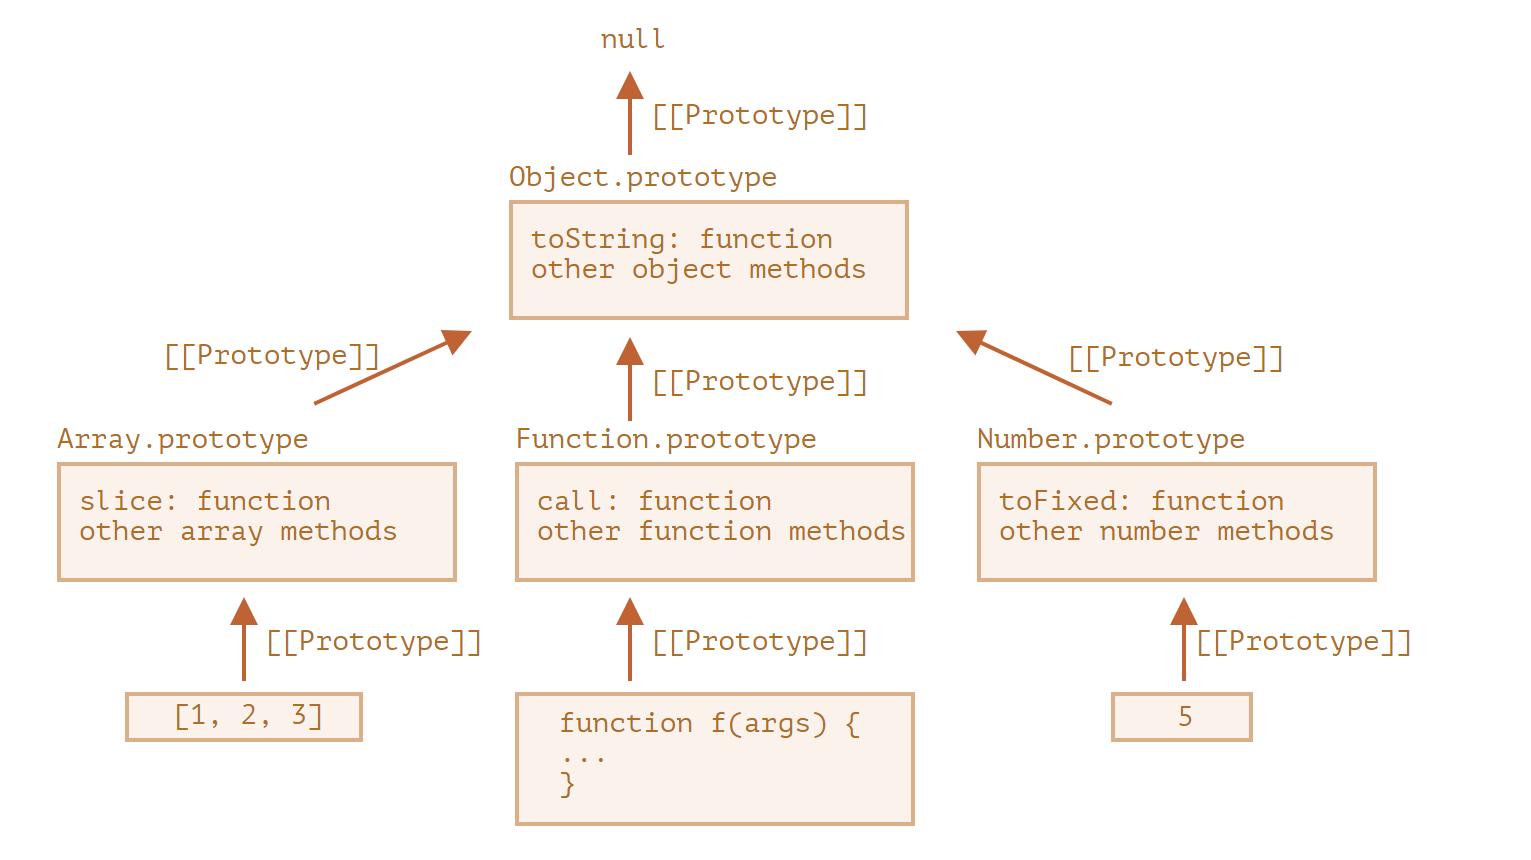 null
[[Prototype]]
Object.prototype
toString: function
other object methods
[[Prototype]]
[[Prototype]]
[[Prototype]]
Array.prototype
slice: function
other array methods
Function.prototype
call: function
other function methods
Number.prototype
toFixed: function
other number methods
[[Prototype]]
[[Prototype]]
[[Prototype]]
[1, 2, 3]
function f(args) {
...
}
5